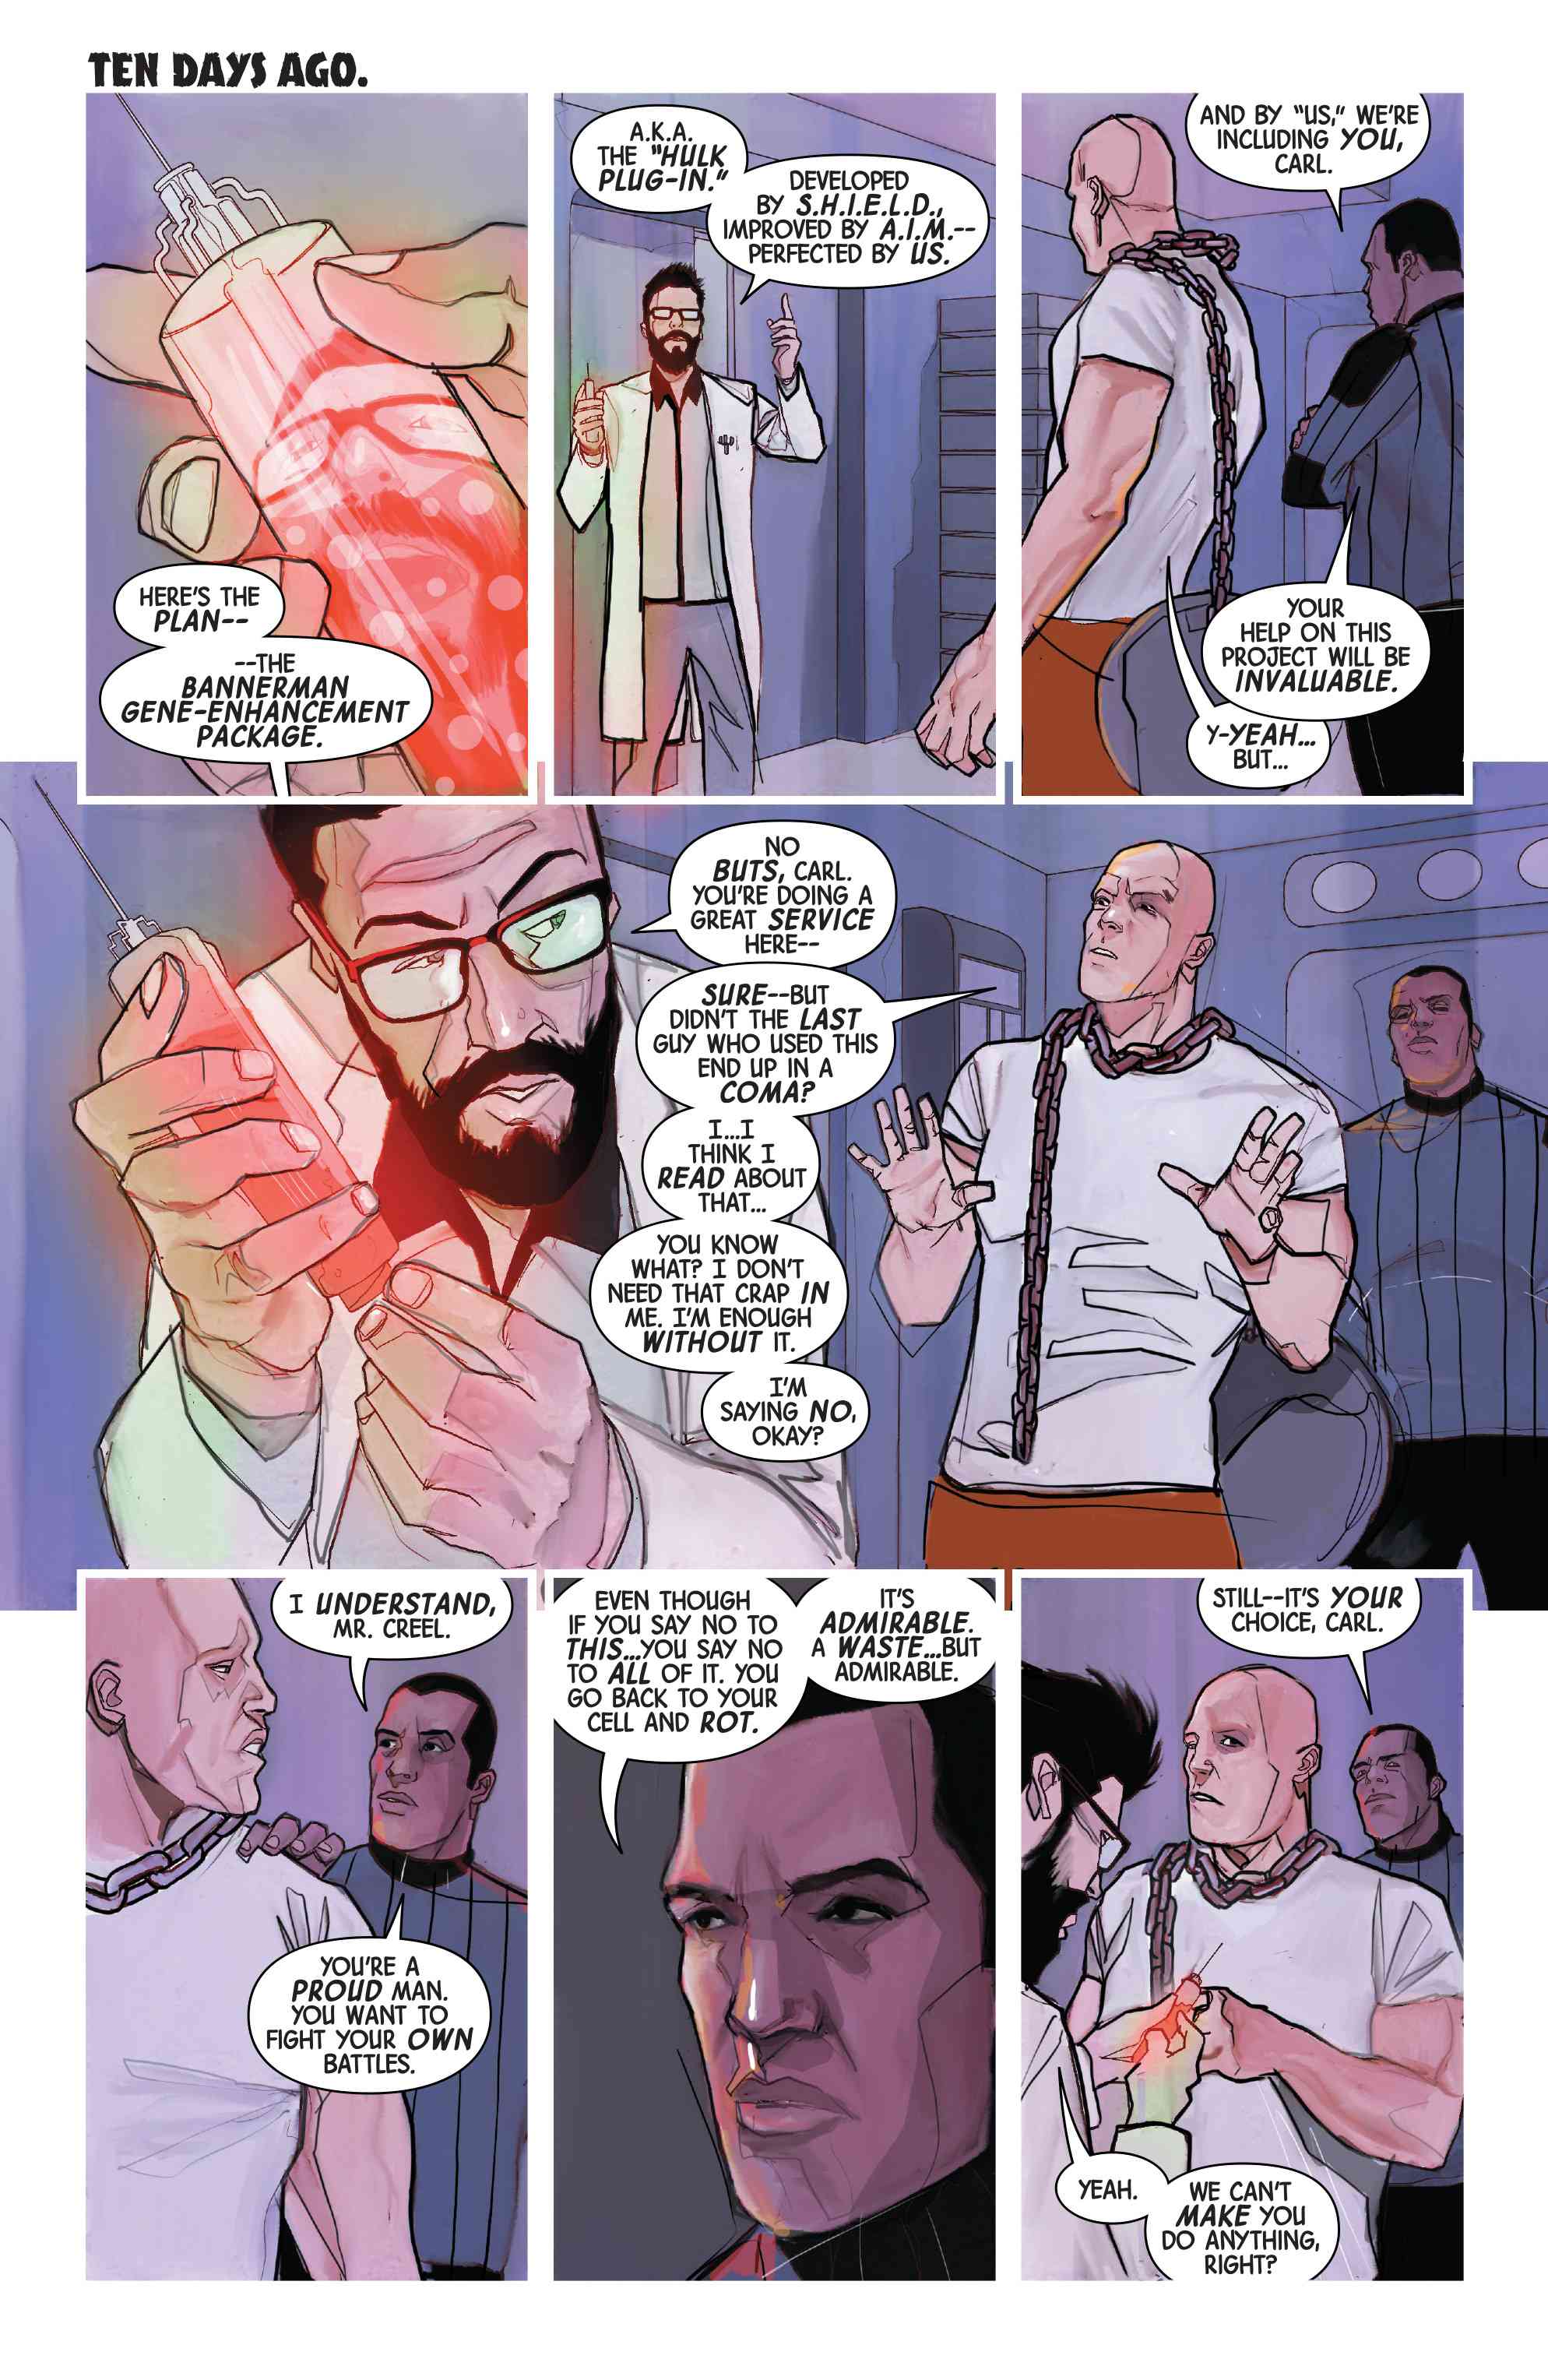 TEN DAYS AGO.
HERE'S THE
PLAN--
--THE
BANNERMAN
GENE-ENHANCEMENT
PACKAGE.
A.K.A.
THE "HULK
PLUG-IN."
DEVELOPED
BY S.H.I.E.L.D.,
IMPROVED BY A.I.M.--
PERFECTED BY US.
AND BY "US," WE'RE
INCLUDING YOU,
CARL.
YOUR
HELP ON THIS
PROJECT WILL BE
INVALUABLE.
Y-YEAH...
BUT...
NO
BUTS, CARL.
YOU'RE DOING A
GREAT SERVICE
HERE--
SURE--BUT
DIDN'T THE LAST
GUY WHO USED THIS
END UP IN A
COMA?
I...I
THINK I
READ ABOUT
THAT...
YOU KNOW
WHAT? I DON'T
NEED THAT CRAP IN
ME. I'M ENOUGH
WITHOUT IT.
I'M
SAYING NO,
OKAY?
I UNDERSTAND,
MR. CREEL.
YOU'RE A
PROUD MAN.
YOU WANT TO
FIGHT YOUR OWN
BATTLES.
IT'S
ADMIRABLE.
A WASTE...BUT
ADMIRABLE.
EVEN THOUGH
IF YOU SAY NO TO
THIS...YOU SAY NO
TO ALL OF IT. YOU
GO BACK TO YOUR
CELL AND ROT.
STILL--IT'S YOUR
CHOICE, CARL.
YEAH.
WE CAN'T
MAKE YOU
DO ANYTHING,
RIGHT?